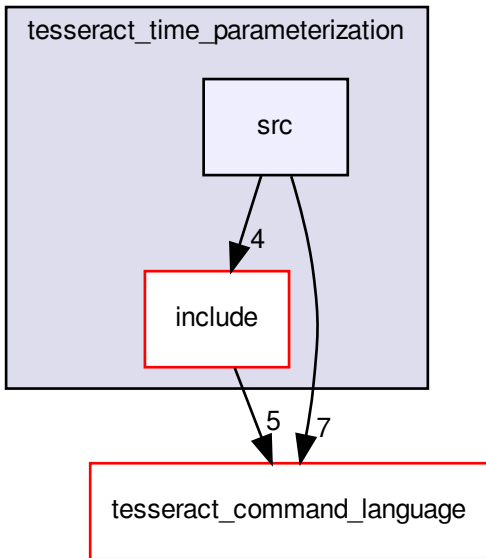 tesseract_time_parameterization
src
4
include
5
7
tesseract_command_language